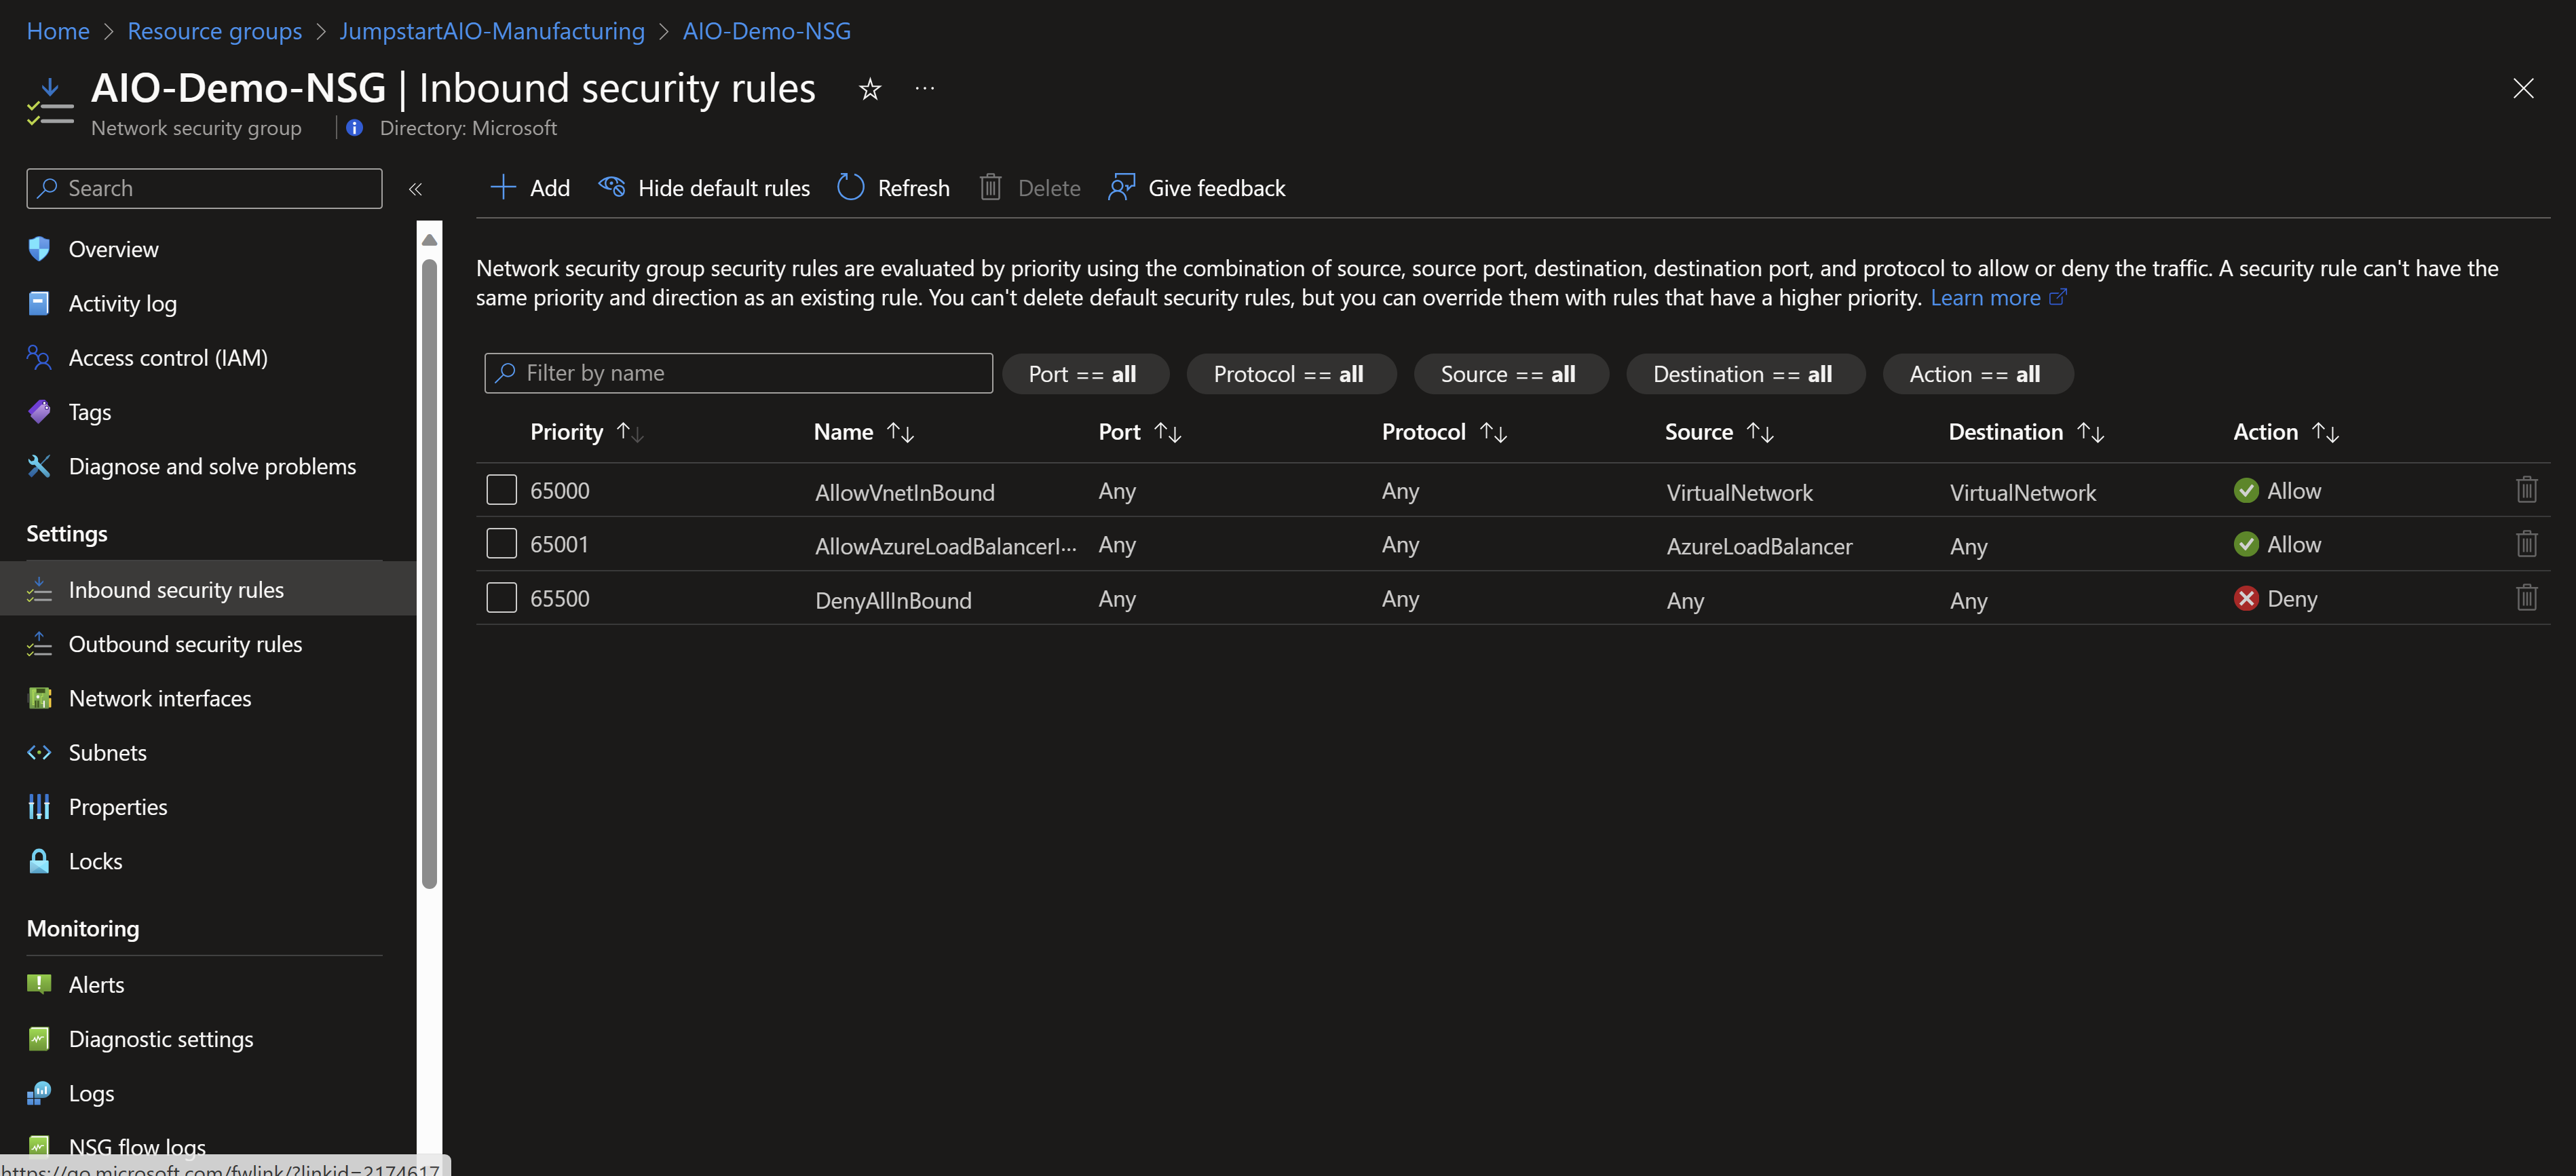 Home > Resource groups > JumpstartAIO-Manufacturing > AIO-Demo-NSG
AIO-Demo-NSG | Inbound security rules
Network security group
Directory: Microsoft
Search
«
Add
Hide default rules
Refresh
Delete
Give feedback
Overview
Activity log
Access control (IAM)
Tags
Diagnose and solve problems
Settings
Inbound security rules
Outbound security rules
Network interfaces
Subnets
Properties
Locks
Monitoring
Alerts
Diagnostic settings
Logs
NSG flow logs
https://go.microsoft.com/fwlink/?linkid=2174617
Network security group security rules are evaluated by priority using the combination of source, source port, destination, destination port, and protocol to allow or deny the traffic. A security rule can't have the
same priority and direction as an existing rule. You can't delete default security rules, but you can override them with rules that have a higher priority. Learn more
Filter by name
Port == all
Protocol == all
Source == all
Destination == all
Action == all
Priority Name Port Protocol Source Destination Action
65000 AllowVnetInBound Any Any VirtualNetwork VirtualNetwork Allow
65001 AllowAzureLoadBalancerI... Any Any AzureLoadBalancer Any Allow
65500 DenyAllInBound Any Any Any Any Deny